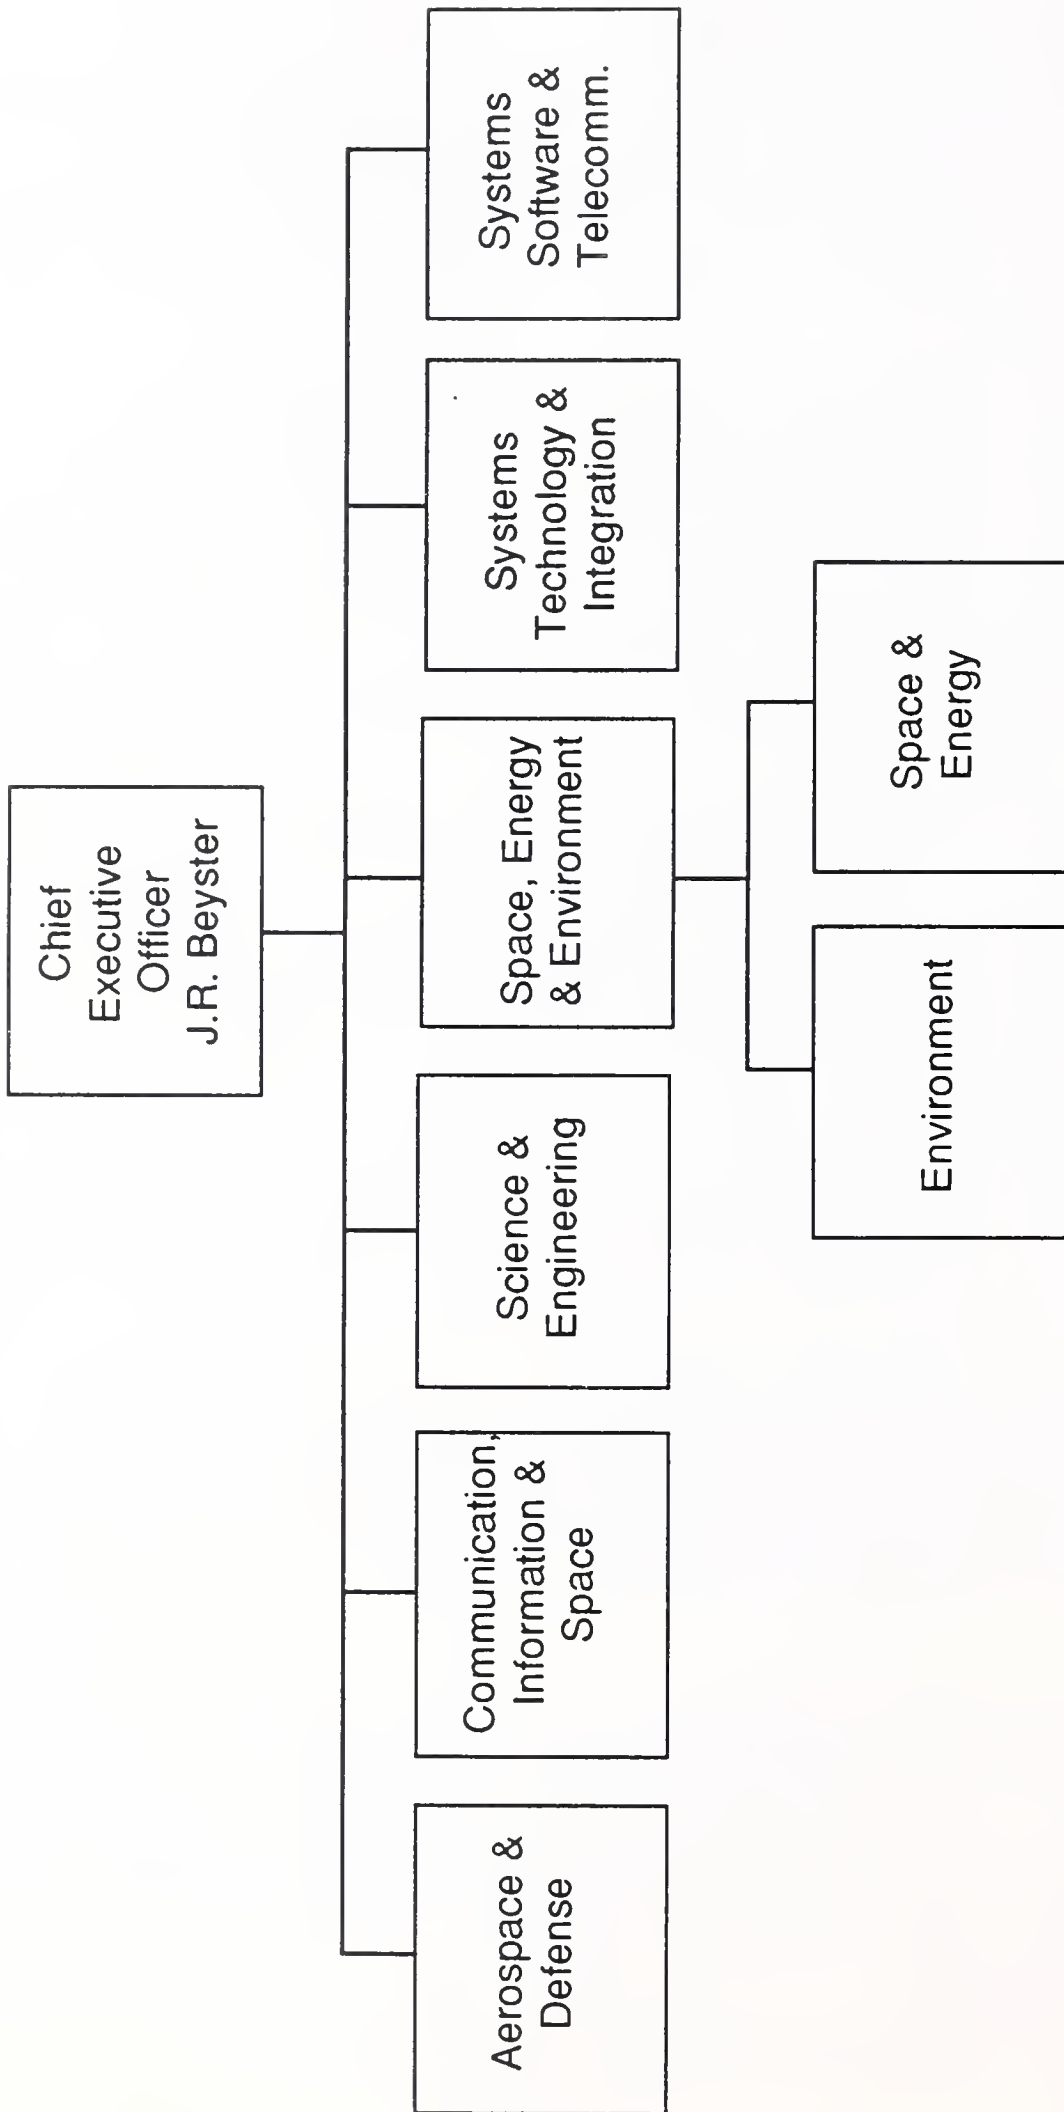 Chief
Executive
Officer
J.R. Beyster
Aerospace &
Defense
Communication,
Information &
Space
Science &
Engineering
Space, Energy
& Environment
Systems
Technology &
Integration
Systems
Software &
Telecomm.
Environment
Space &
Energy